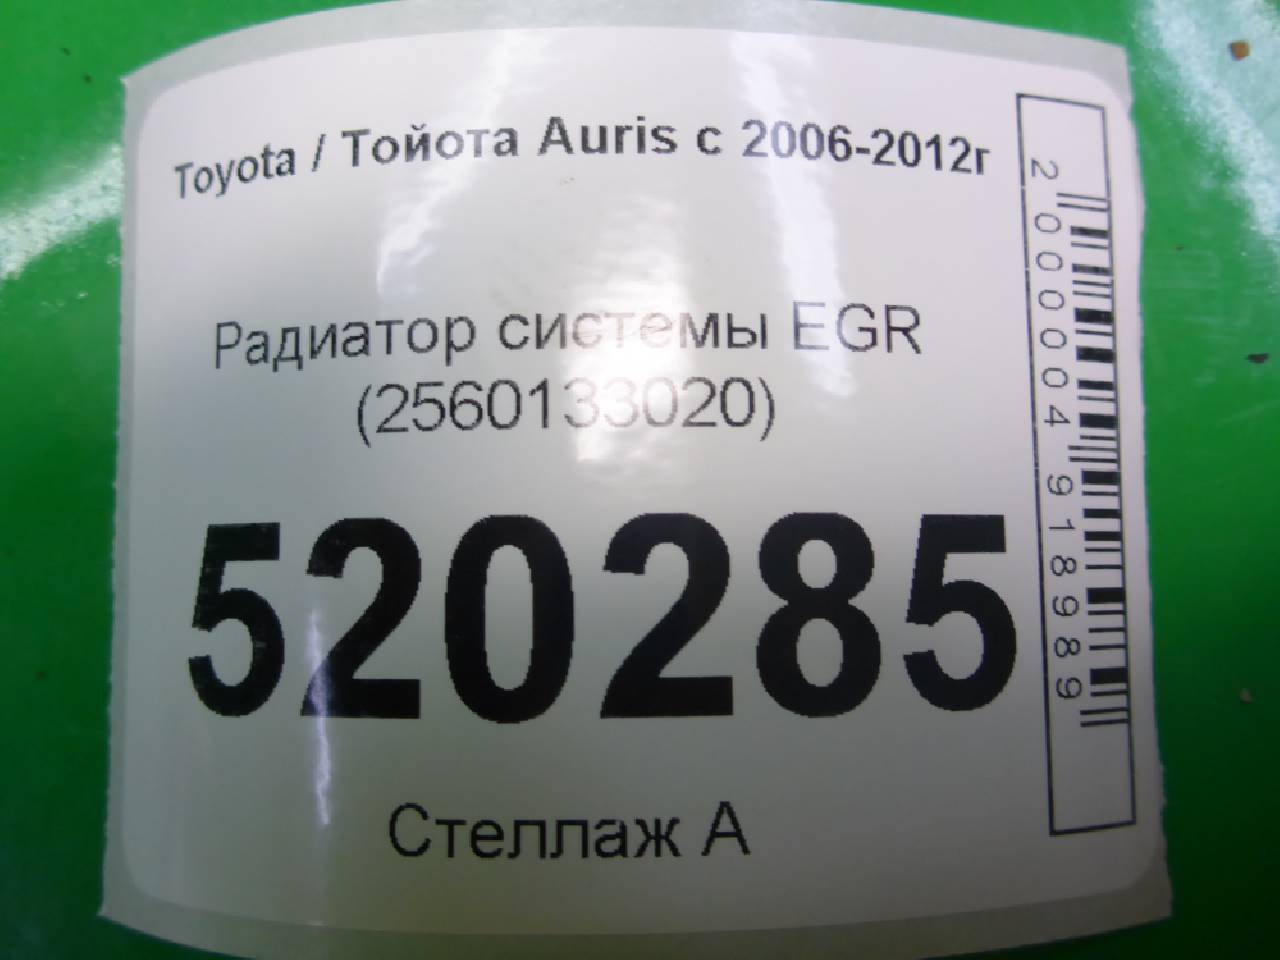 Toyota / Тойота Auris с 2006-2012г
Радиатор системы EGR
(2560133020)
520285
Стеллаж А
2000004918989